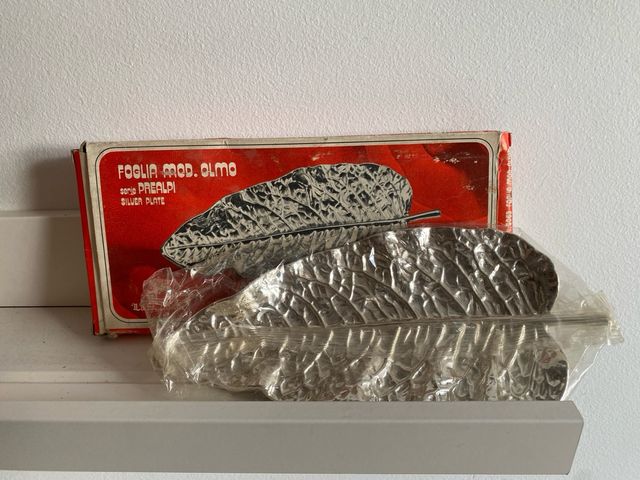 FOGLIA MOD. OLMO
serie PREALPI
SILVER PLATE